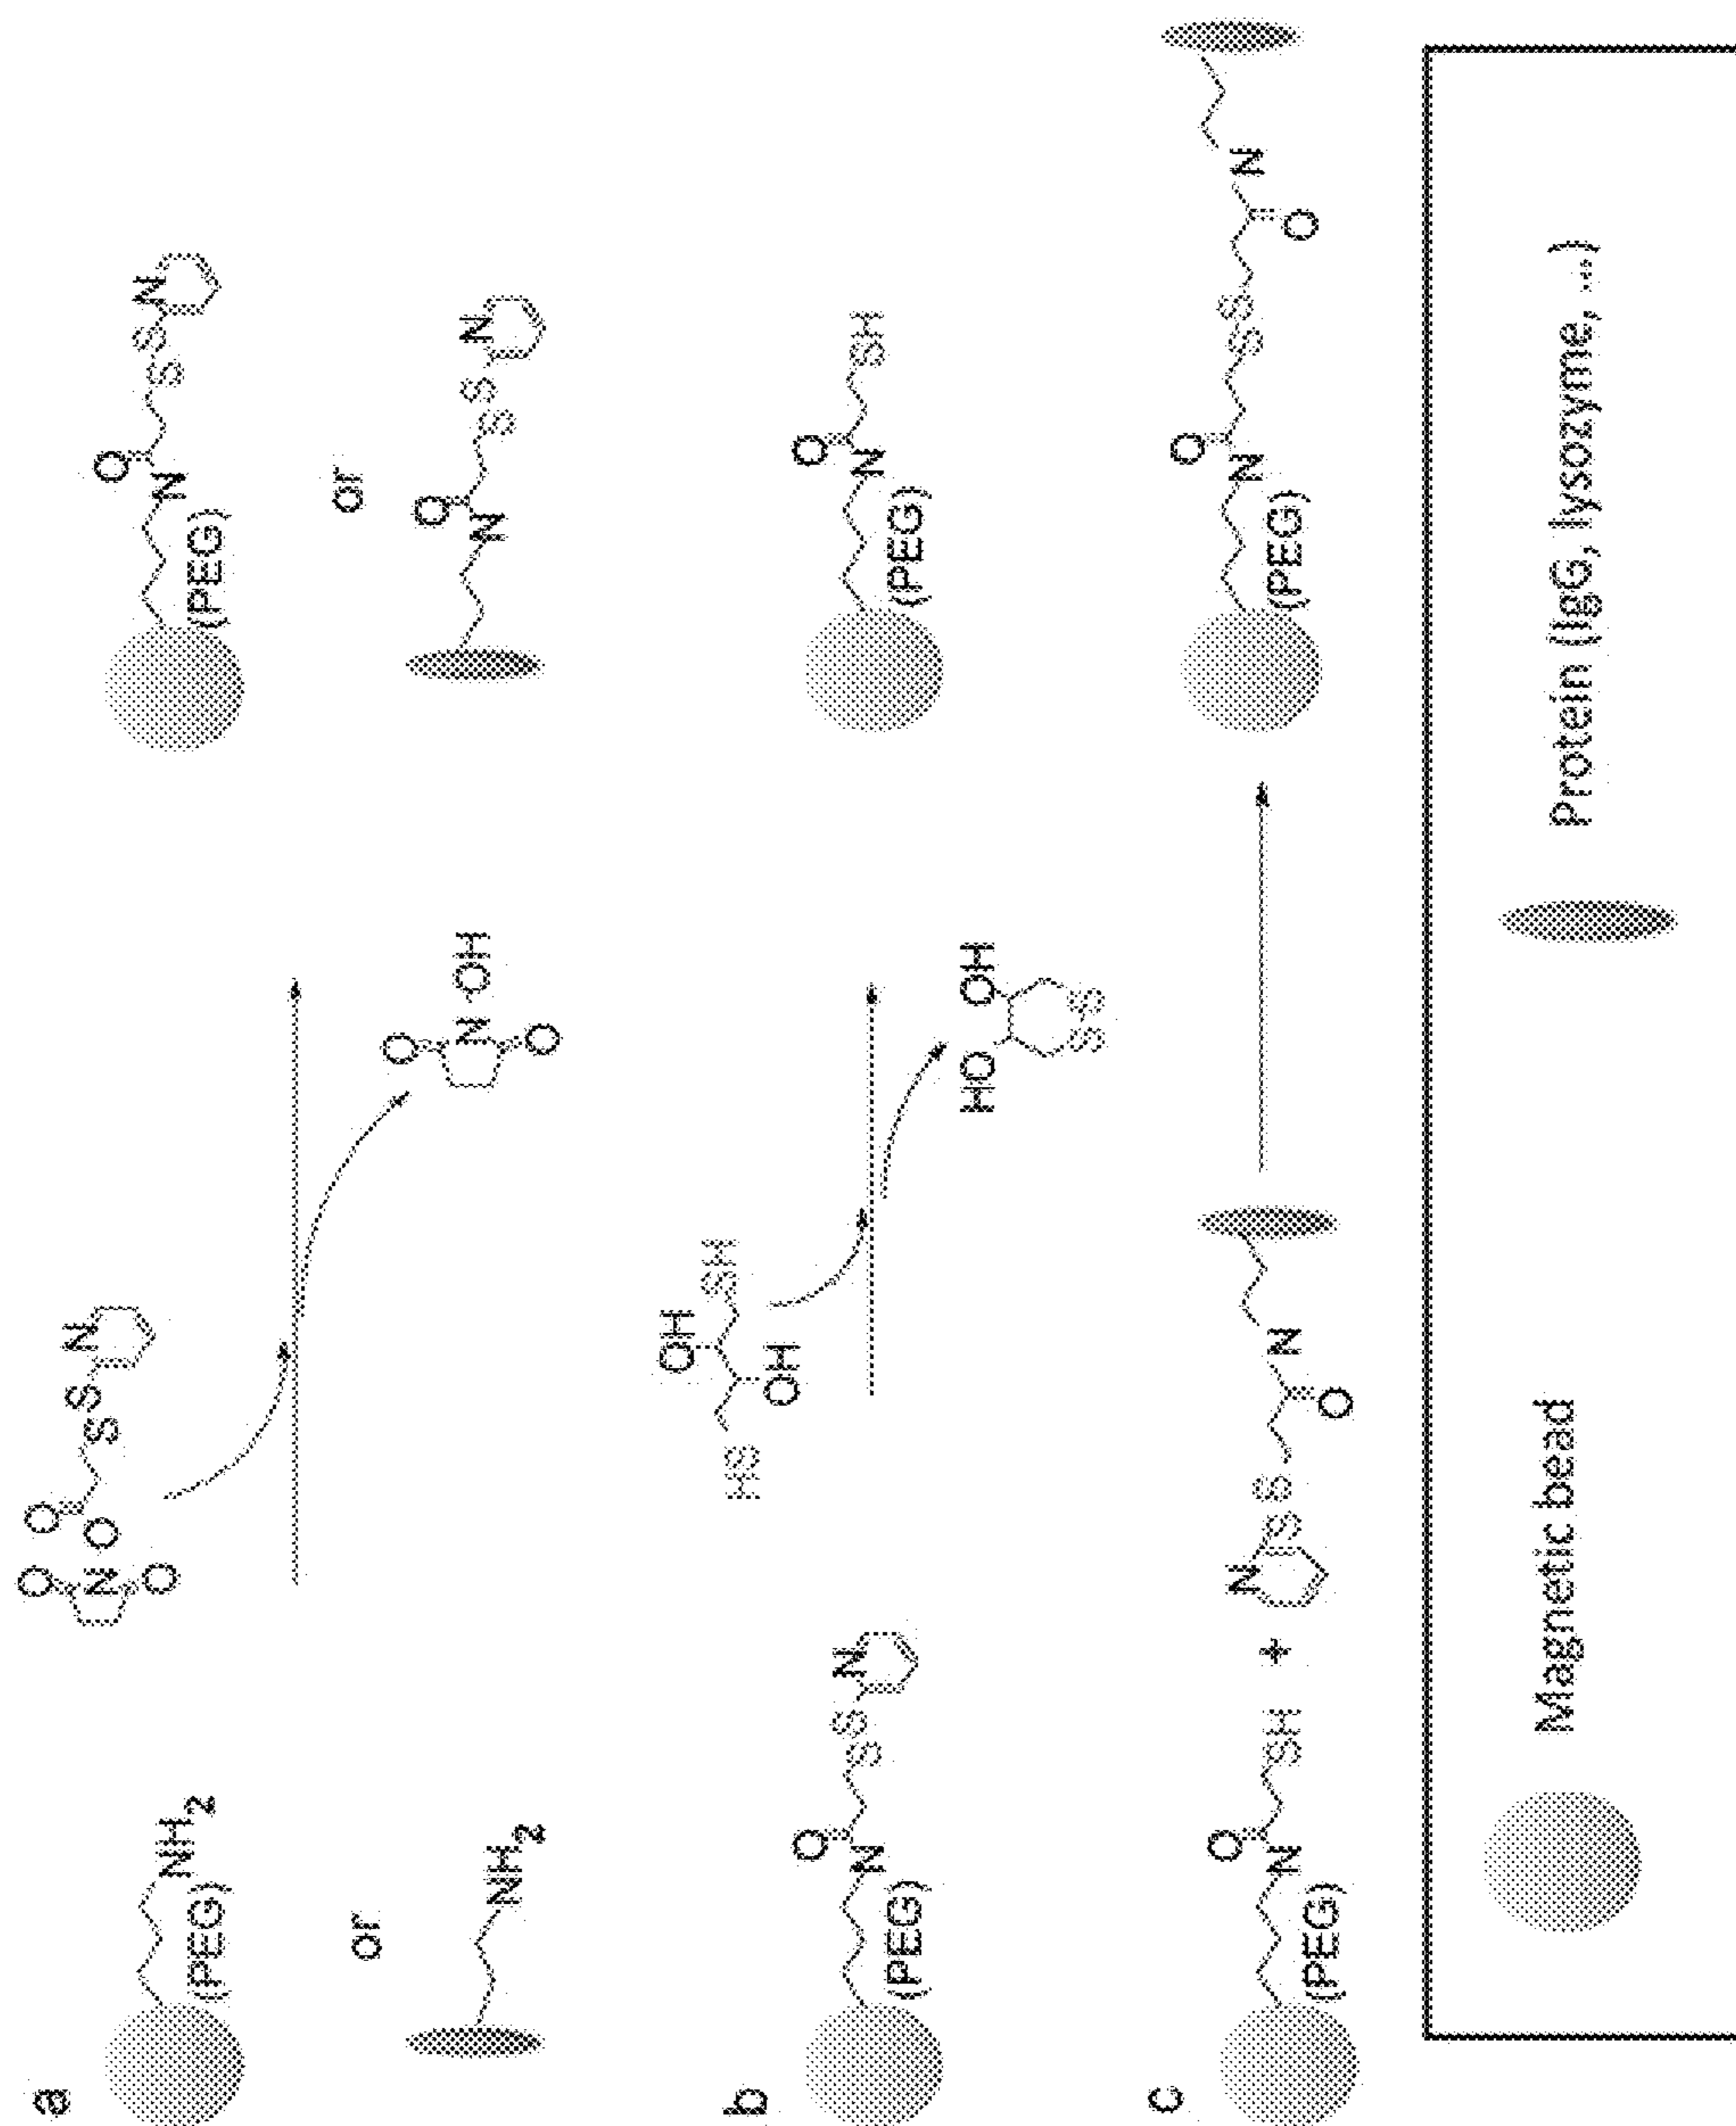 a
O
O
N
O
O
S
S
N
NH2
(PEG)
O
N
S
S
N
(PEG)
or
or
O
N
OH
O
NH2
O
N
S
S
N
b
OH
HS
SH
OH
O
N
S
S
N
(PEG)
O
N
SH
(PEG)
HO
OH
S
S
c
O
N
SH
(PEG)
+
N
S
S
N
O
O
N
S
S
N
O
(PEG)
Magnetic bead
Protein (IgG, lysozyme, ...)